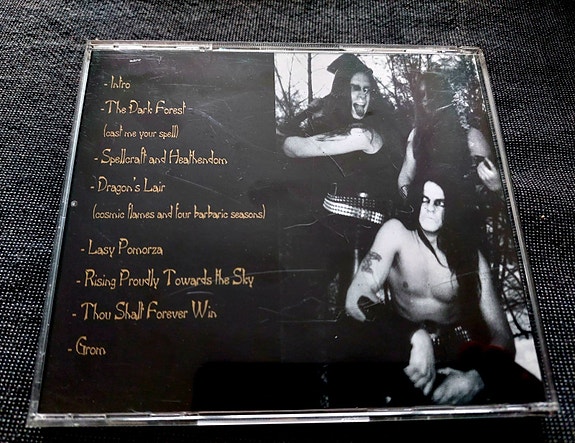 - Intro
- The Dark Forest
(cast me your spell)
- Spellcraft and Heathendom
- Dragon's Lair
(cosmic flames and four barbaric seasons)
- Lasy Pomorza
- Rising Proudly Towards the Sky
- Thou Shalt Forever Win
- Grom